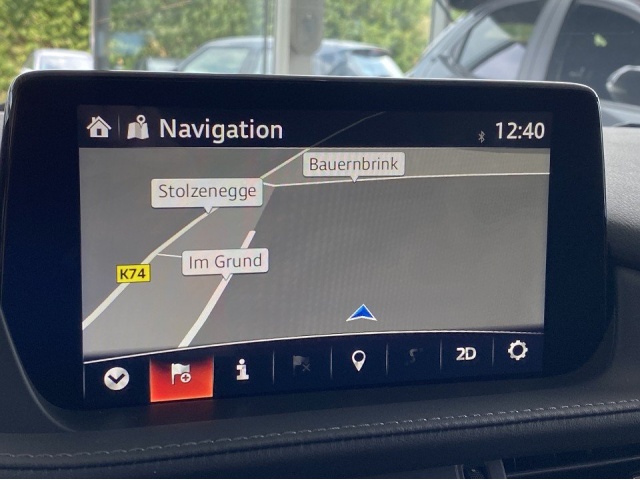 Navigation
12:40
Bauernbrink
Stolzenegge
Im Grund
K74
2D